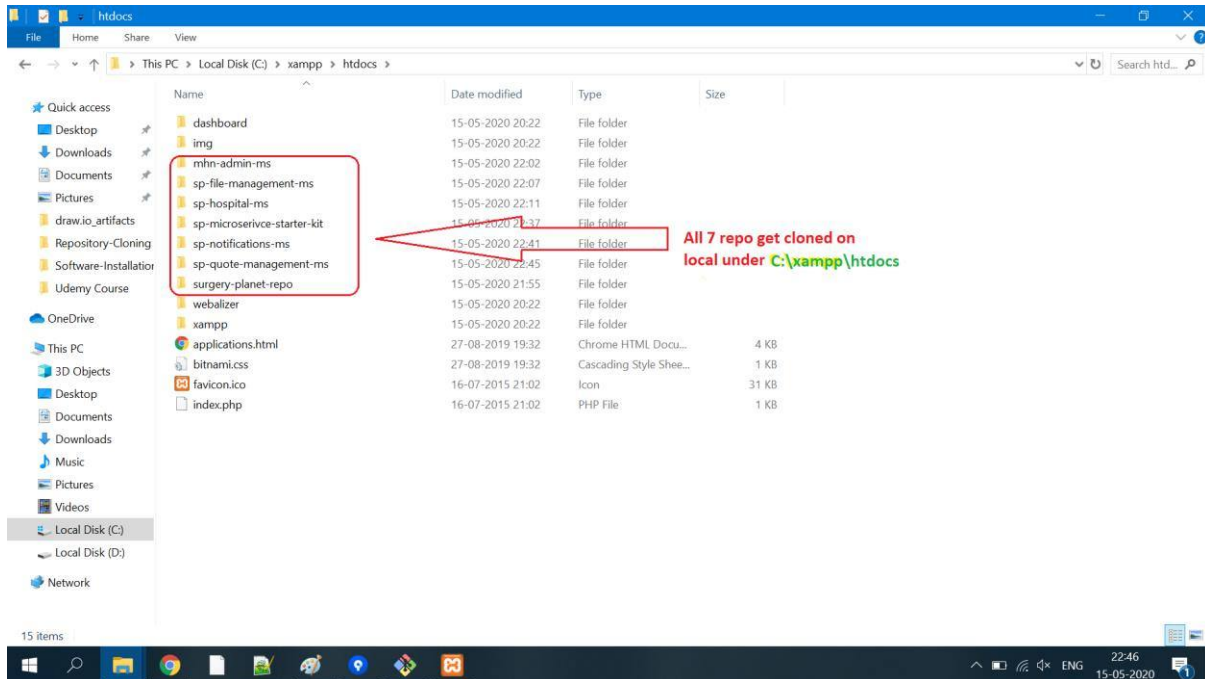 htdocs
File Home Share View
This PC > Local Disk (C:) > xampp > htdocs >
Search htd...
Name Date modified Type Size
Quick access
Desktop
Downloads
Documents
Pictures
draw.io_artifacts
Repository-Cloning
Software-Installation
Udemy Course
OneDrive
This PC
3D Objects
Desktop
Documents
Downloads
Music
Pictures
Videos
Local Disk (C:)
Local Disk (D:)
Network
dashboard 15-05-2020 20:22 File folder
img 15-05-2020 20:22 File folder
mhn-admin-ms 15-05-2020 22:02 File folder
sp-file-management-ms 15-05-2020 22:07 File folder
sp-hospital-ms 15-05-2020 22:11 File folder
sp-microserivce-starter-kit 15-05-2020 22:37 File folder
sp-notifications-ms 15-05-2020 22:41 File folder
sp-quote-management-ms 15-05-2020 22:45 File folder
surgery-planet-repo 15-05-2020 21:55 File folder
webalizer 15-05-2020 20:22 File folder
xampp 15-05-2020 20:22 File folder
applications.html 27-08-2019 19:32 Chrome HTML Docu... 4 KB
bitnami.css 27-08-2019 19:32 Cascading Style Shee... 1 KB
favicon.ico 16-07-2015 21:02 Icon 31 KB
index.php 16-07-2015 21:02 PHP File 1 KB
All 7 repo get cloned on
local under C:\xampp\htdocs
15 items
ENG
22:46
15-05-2020